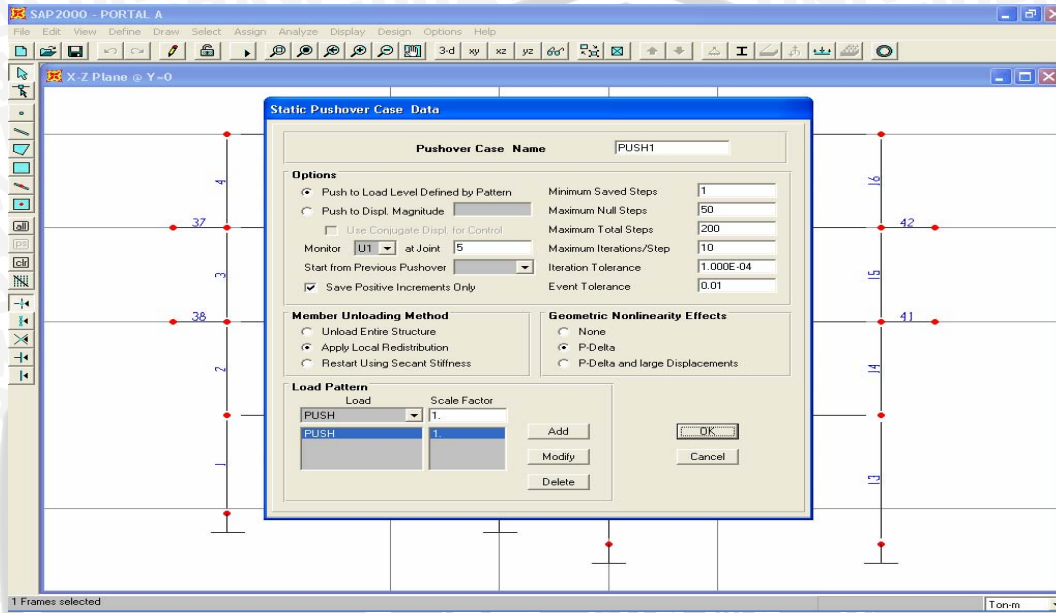 SAP2000 - PORTAL A
File Edit View Define Draw Select Assign Analyze Display Design Options Help
3-d xy xz yz
X-Z Plane @ Y=0
all
ps
clr
Static Pushover Case Data
Pushover Case Name PUSH1
Options
Push to Load Level Defined by Pattern
Push to Displ. Magnitude
Use Conjugate Displ. for Control
Monitor U1 at Joint 5
Start from Previous Pushover
Save Positive Increments Only
Minimum Saved Steps 1
Maximum Null Steps 50
Maximum Total Steps 200
Maximum Iterations/Step 10
Iteration Tolerance 1.000E-04
Event Tolerance 0.01
Member Unloading Method
Unload Entire Structure
Apply Local Redistribution
Restart Using Secant Stiffness
Geometric Nonlinearity Effects
None
P-Delta
P-Delta and large Displacements
Load Pattern
Load Scale Factor
PUSH 1.
PUSH 1.
Add
Modify
Delete
OK
Cancel
4
37
3
38
2
1
16
42
15
41
14
13
1 Frames selected
Ton-m